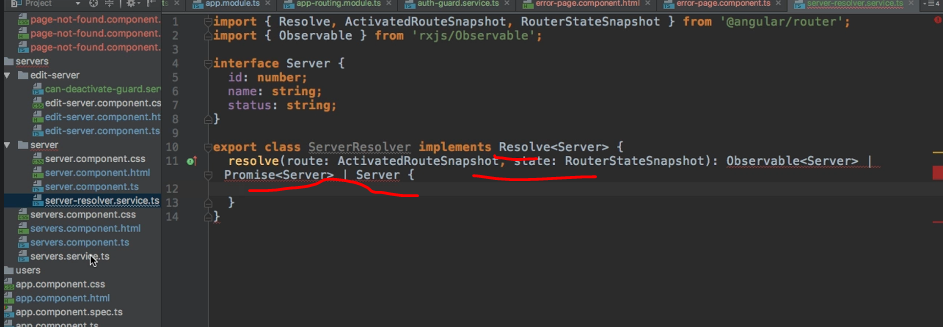 Project
app.module.ts
app-routing.module.ts
auth-guard.service.ts
error-page.component.html
error-page.component.ts
server-resolver.service.ts
page-not-found.component.
page-not-found.component.
page-not-found.component.
servers
edit-server
can-deactivate-guard.ser
edit-server.component.cs
edit-server.component.ht
edit-server.component.ts
server
server.component.css
server.component.html
server.component.ts
server-resolver.service.ts
servers.component.css
servers.component.html
servers.component.ts
servers.service.ts
users
app.component.css
app.component.html
app.component.spec.ts
app.component.ts
1 import { Resolve, ActivatedRouteSnapshot, RouterStateSnapshot } from '@angular/router';
2 import { Observable } from 'rxjs/Observable';
3
4 interface Server {
5 id: number;
6 name: string;
7 status: string;
8 }
9
10 export class ServerResolver implements Resolve<Server> {
11 resolve(route: ActivatedRouteSnapshot, state: RouterStateSnapshot): Observable<Server> |
Promise<Server> | Server {
12
13 }
14 }